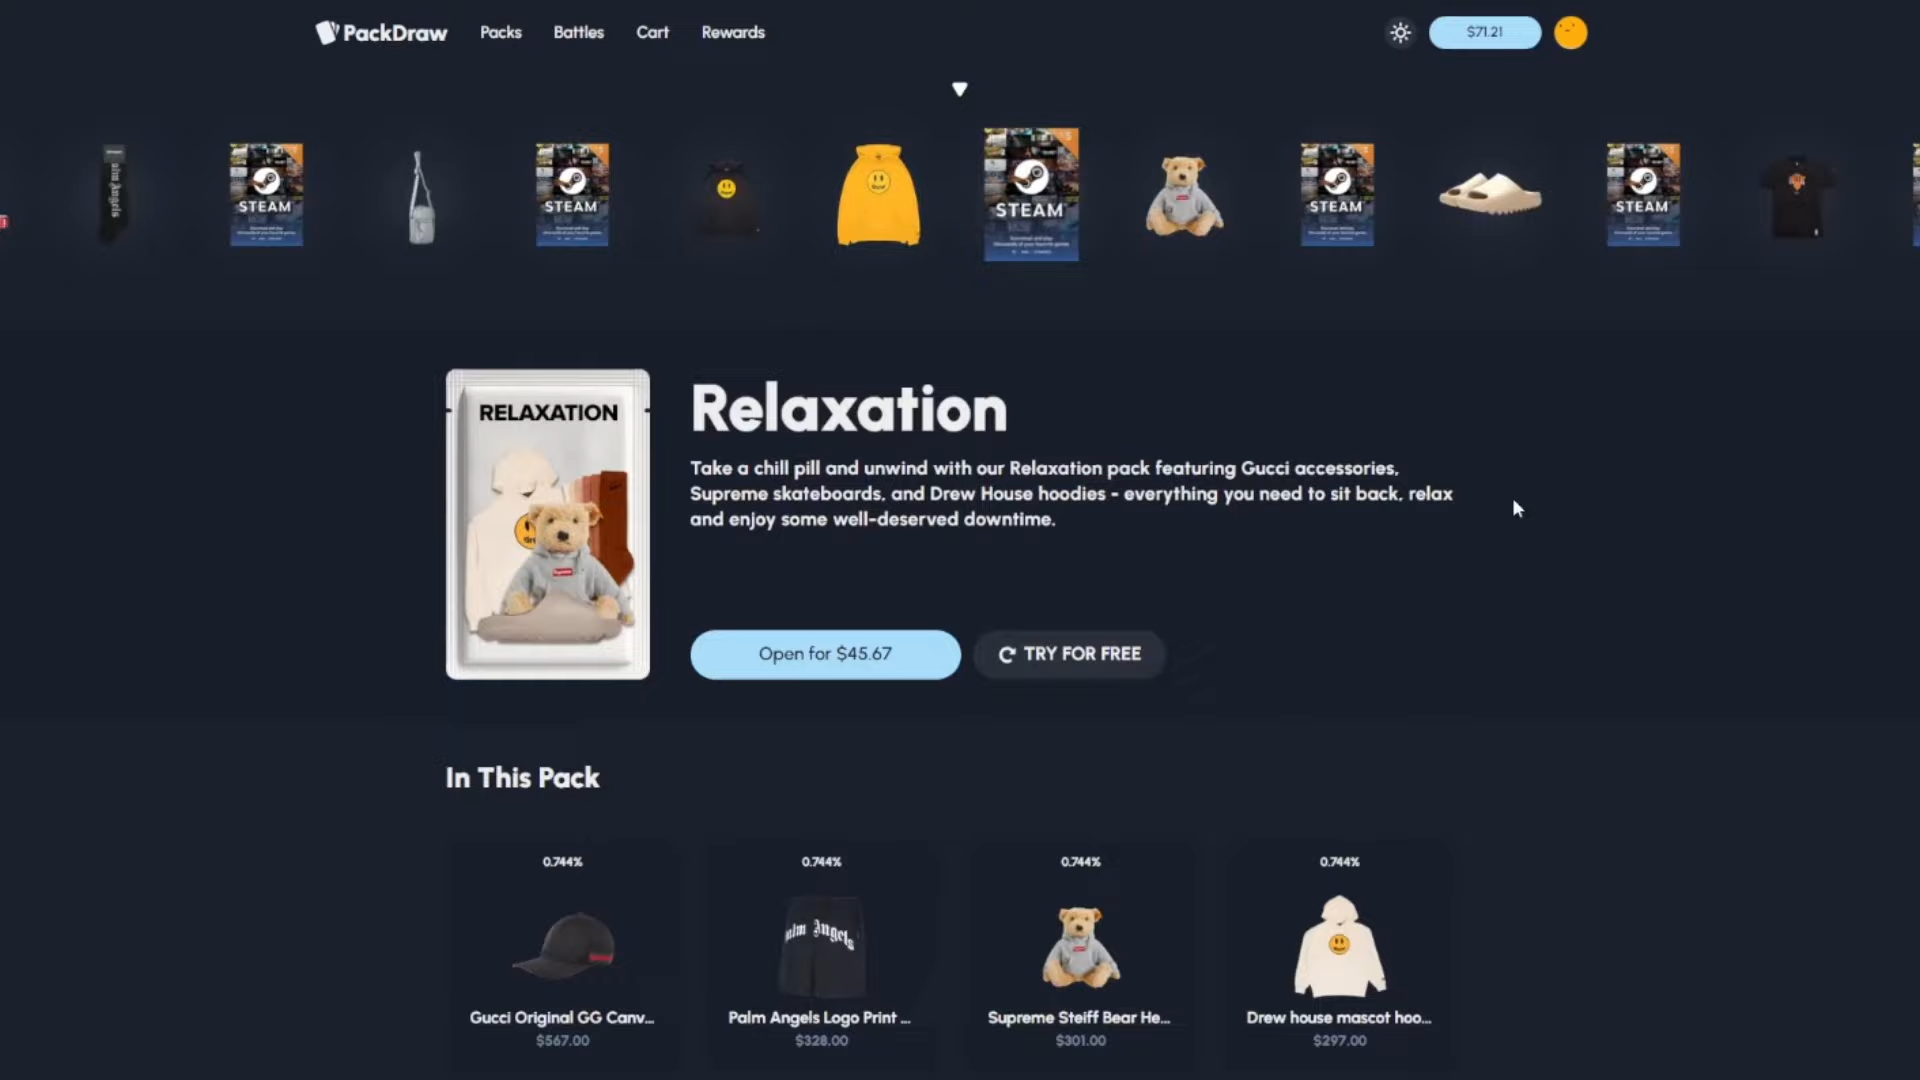 PackDraw Packs Battles Cart Rewards $71.21
STEAM STEAM STEAM STEAM STEAM
RELAXATION
Relaxation
Take a chill pill and unwind with our Relaxation pack featuring Gucci accessories,
Supreme skateboards, and Drew House hoodies - everything you need to sit back, relax
and enjoy some well-deserved downtime.
Open for $45.67 TRY FOR FREE
In This Pack
0.744% 0.744% 0.744% 0.744%
Gucci Original GG Canv... Palm Angels Logo Print ... Supreme Steiff Bear He... Drew house mascot hoo...
$567.00 $328.00 $301.00 $297.00